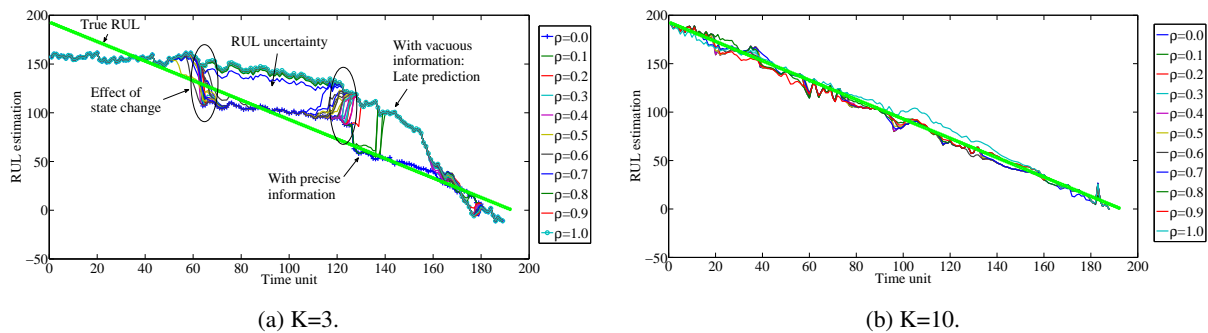 200
150
100
50
0
−50
RUL estimation
0 20 40 60 80 100 120 140 160 180 200
Time unit
True RUL
RUL uncertainty
With vacuous
information:
Late prediction
Effect of
state change
With precise
information
ρ=0.0
ρ=0.1
ρ=0.2
ρ=0.3
ρ=0.4
ρ=0.5
ρ=0.6
ρ=0.7
ρ=0.8
ρ=0.9
ρ=1.0
(a) K=3.
200
150
100
50
0
−50
RUL estimation
0 20 40 60 80 100 120 140 160 180 200
Time unit
ρ=0.0
ρ=0.1
ρ=0.2
ρ=0.3
ρ=0.4
ρ=0.5
ρ=0.6
ρ=0.7
ρ=0.8
ρ=0.9
ρ=1.0
(b) K=10.